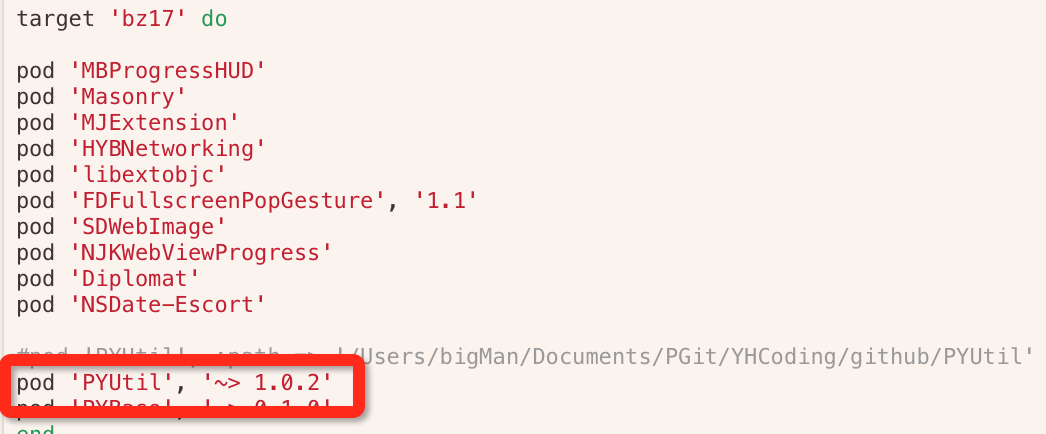 target 'bz17' do
pod 'MBProgressHUD'
pod 'Masonry'
pod 'MJExtension'
pod 'HYBNetworking'
pod 'libextobjc'
pod 'FDFullscreenPopGesture', '1.1'
pod 'SDWebImage'
pod 'NJKWebViewProgress'
pod 'Diplomat'
pod 'NSDate-Escort'
#pod 'PYUtil', :path => '/Users/bigMan/Documents/PGit/YHCoding/github/PYUtil'
pod 'PYUtil', '~> 1.0.2'
pod 'PYBase', '~> 0.1.0'
end